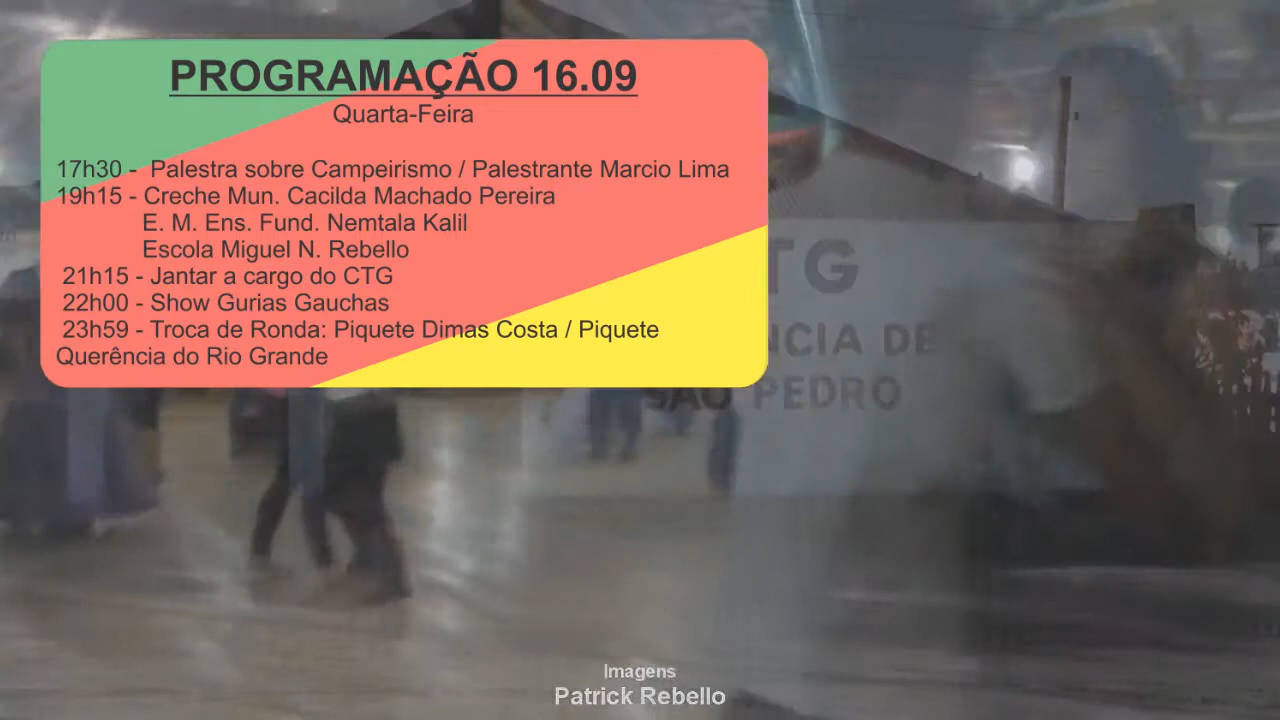 PROGRAMAÇÃO 16.09
Quarta-Feira
17h30 - Palestra sobre Campeirismo / Palestrante Marcio Lima
19h15 - Creche Mun. Cacilda Machado Pereira
E. M. Ens. Fund. Nemtala Kalil
Escola Miguel N. Rebello
21h15 - Jantar a cargo do CTG
22h00 - Show Gurias Gauchas
23h59 - Troca de Ronda: Piquete Dimas Costa / Piquete
Querência do Rio Grande
TG
NCIA DE
SÃO PEDRO
Imagens
Patrick Rebello